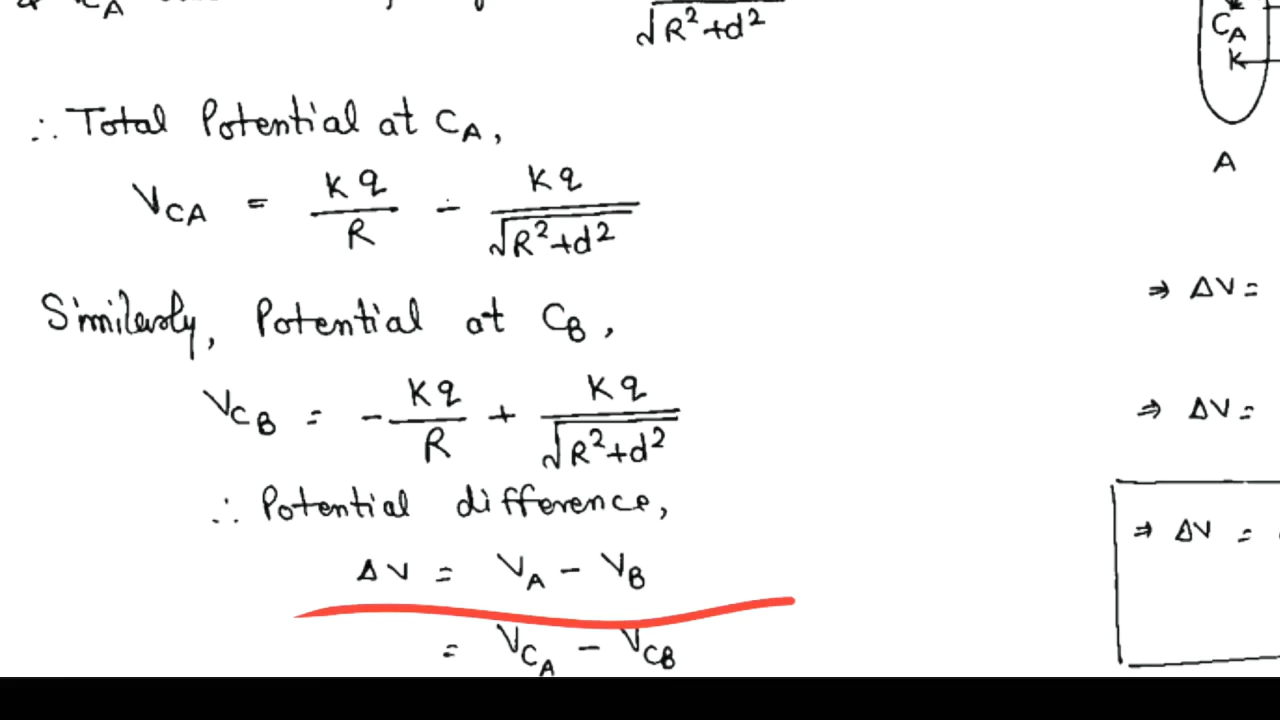 C_A
√R²+d²
∴ Total Potential at C_A,
V_CA = Kq/R - Kq/√R²+d²
Similarly, Potential at C_B,
V_CB = -Kq/R + Kq/√R²+d²
∴ Potential difference,
ΔV = V_A - V_B
= V_CA - V_CB
C_A
A
⇒ ΔV =
⇒ ΔV =
⇒ ΔV =